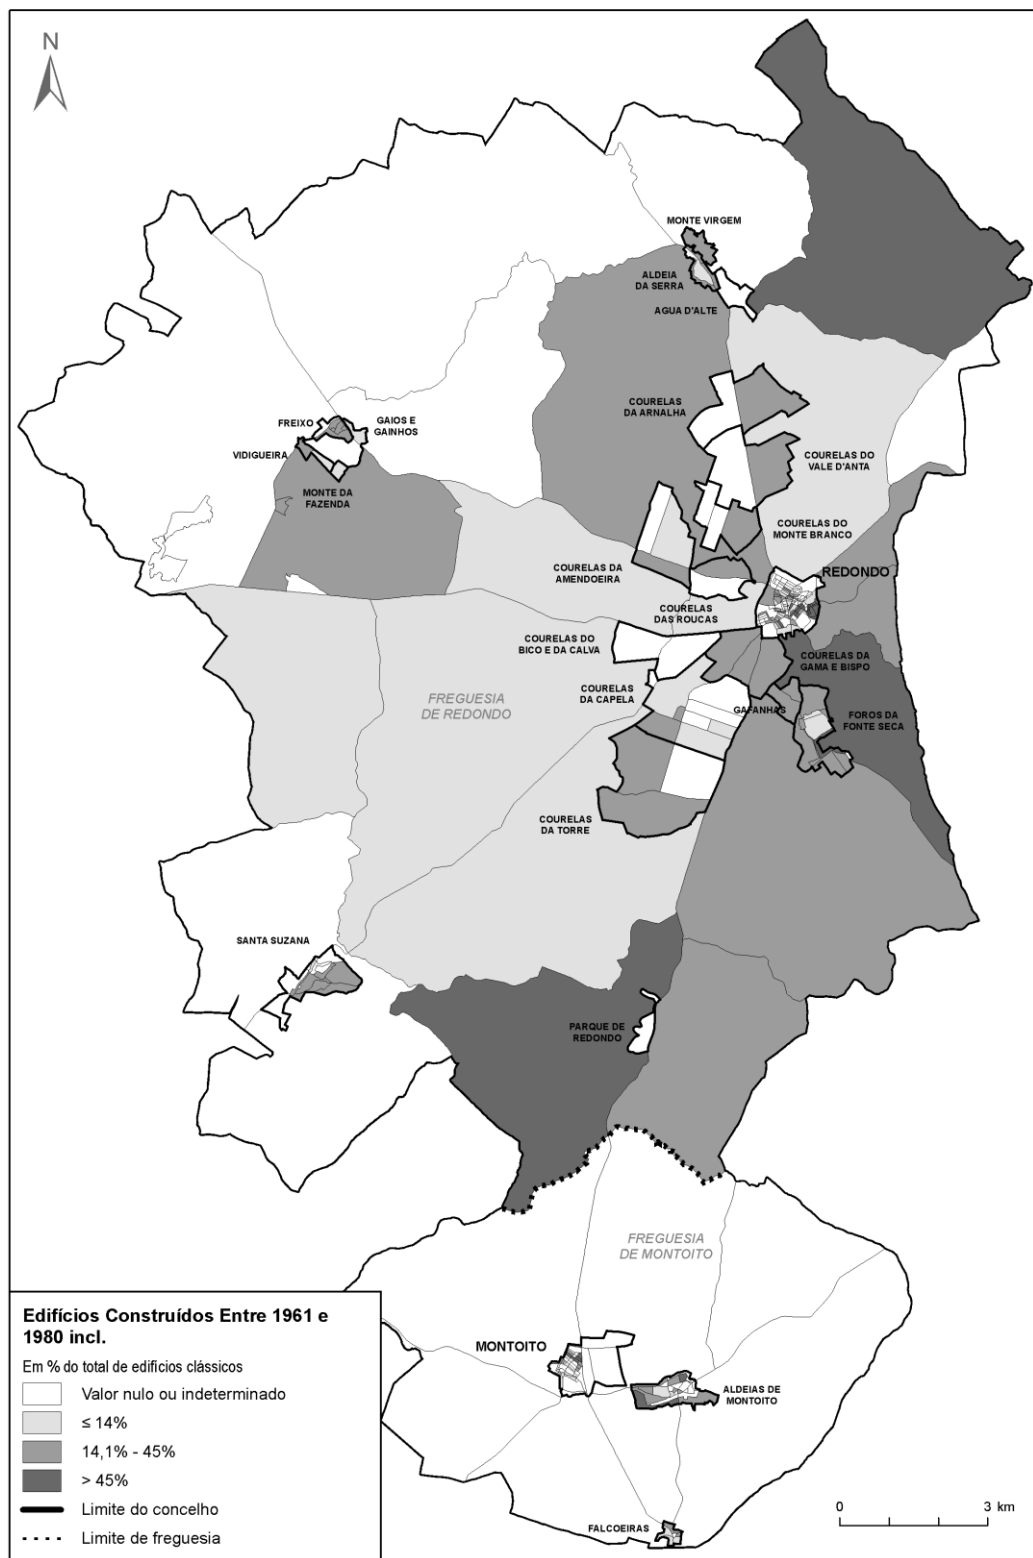 N
MONTE VIRGEM
ALDEIA
DA SERRA
AGUA D'ALTE
COURELAS
DA ARNALHA
FREIXO
GAIOS E
GAINHOS
VIDIGUEIRA
COURELAS DO
VALE D'ANTA
MONTE DA
FAZENDA
COURELAS DO
MONTE BRANCO
COURELAS DA
AMENDOEIRA
REDONDO
COURELAS
DAS ROUCAS
COURELAS DO
BICO E DA CALVA
COURELAS DA
GAMA E BISPO
COURELAS
DA CAPELA
FREGUESIA
DE REDONDO
GAFANHAS
FOROS DA
FONTE SECA
COURELAS
DA TORRE
SANTA SUZANA
PARQUE DE
REDONDO
FREGUESIA
DE MONTOITO
MONTOITO
ALDEIAS DE
MONTOITO
FALCOEIRAS
Edifícios Construídos Entre 1961 e
1980 incl.
Em % do total de edifícios clássicos
Valor nulo ou indeterminado
≤ 14%
14,1% - 45%
> 45%
Limite do concelho
Limite de freguesia
0 3 km